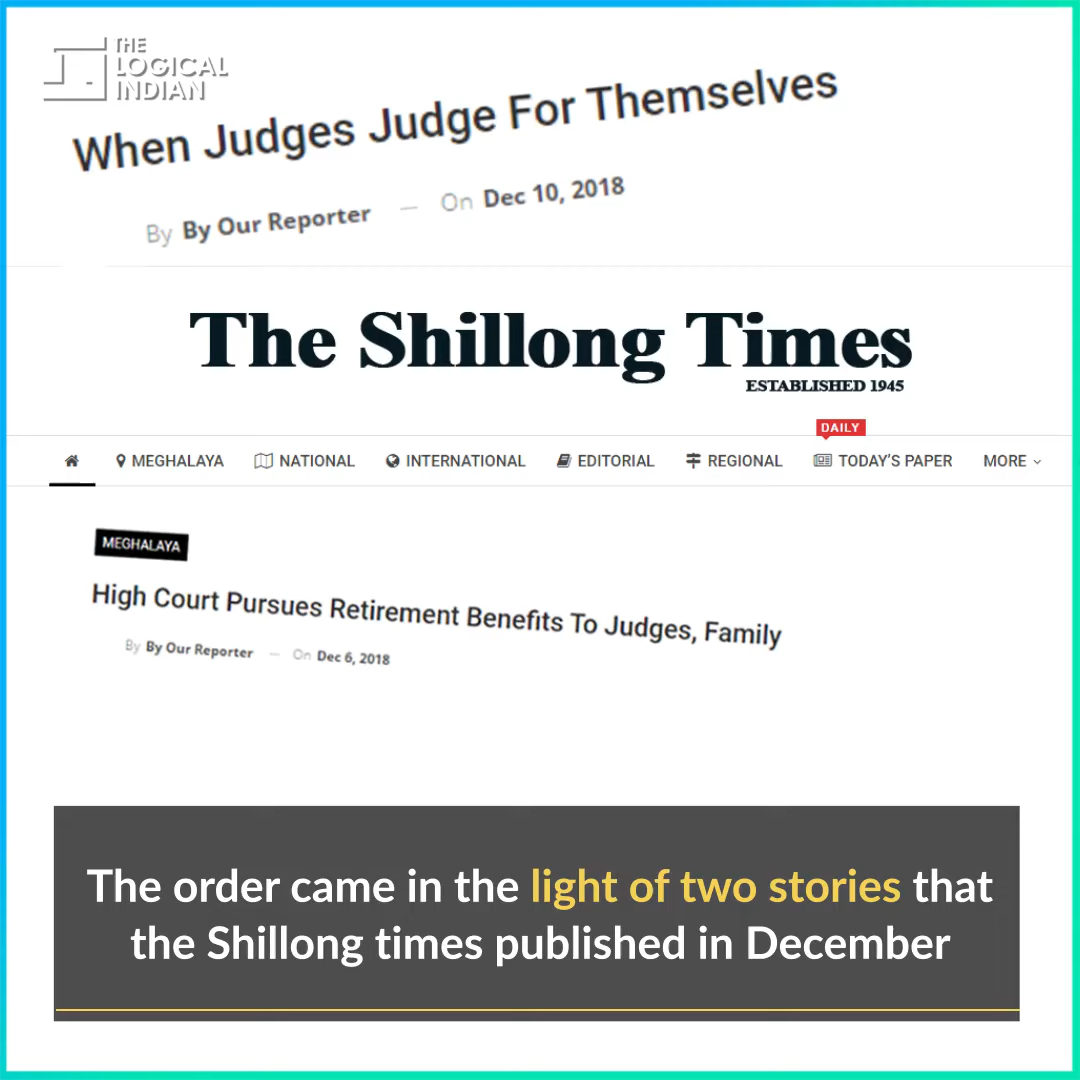 THE
LOGICAL
INDIAN
When Judges Judge For Themselves
By By Our Reporter — On Dec 10, 2018
The Shillong Times
ESTABLISHED 1945
DAILY
MEGHALAYA NATIONAL INTERNATIONAL EDITORIAL REGIONAL TODAY'S PAPER MORE
MEGHALAYA
High Court Pursues Retirement Benefits To Judges, Family
By By Our Reporter — On Dec 6, 2018
The order came in the light of two stories that
the Shillong times published in December